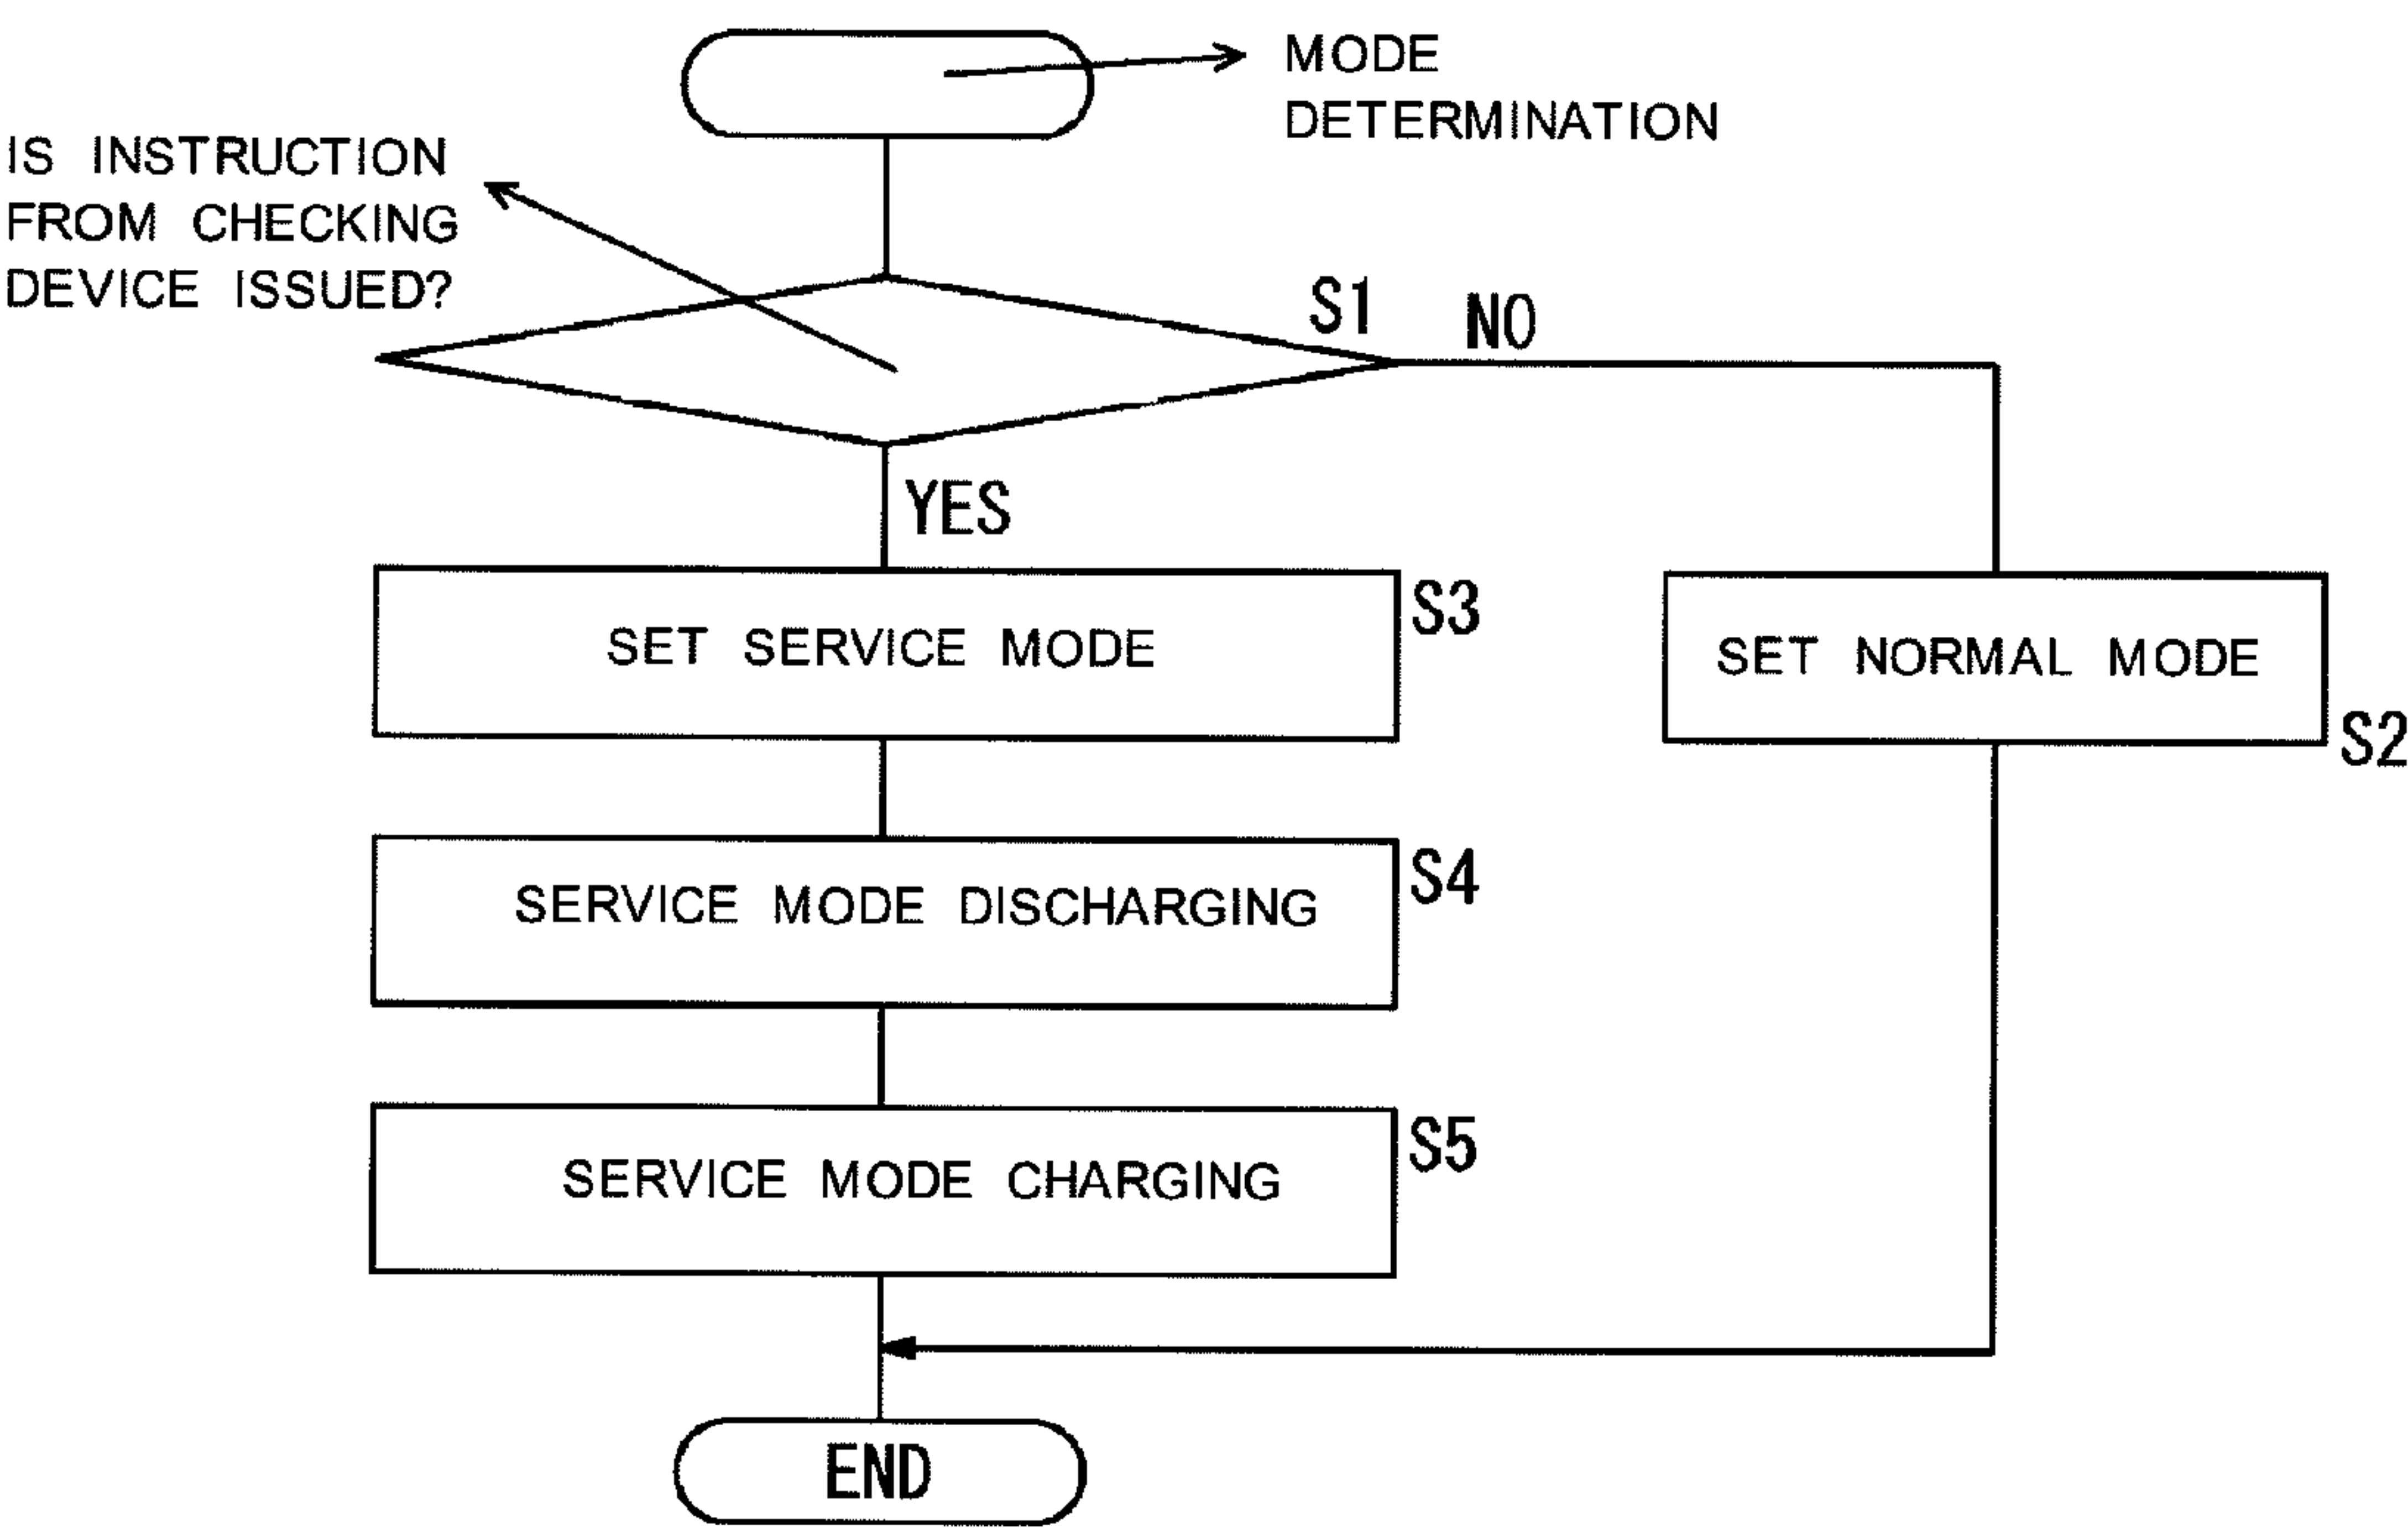 MODE
DETERMINATION
IS INSTRUCTION
FROM CHECKING
DEVICE ISSUED?
S1
NO
YES
SET SERVICE MODE
S3
SET NORMAL MODE
S2
SERVICE MODE DISCHARGING
S4
SERVICE MODE CHARGING
S5
END